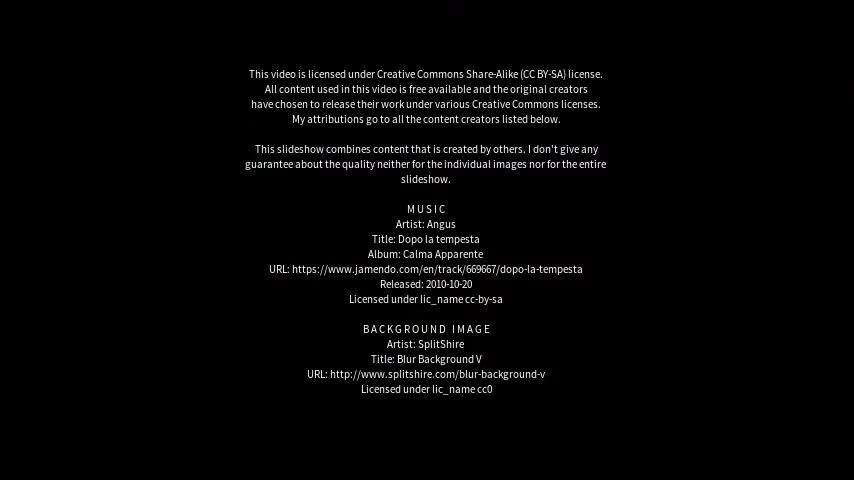 This video is licensed under Creative Commons Share-Alike (CC BY-SA) license.
All content used in this video is free available and the original creators
have chosen to release their work under various Creative Commons licenses.
My attributions go to all the content creators listed below.
This slideshow combines content that is created by others. I don't give any
guarantee about the quality neither for the individual images nor for the entire
slideshow.
MUSIC
Artist: Angus
Title: Dopo la tempesta
Album: Calma Apparente
URL: https://www.jamendo.com/en/track/669667/dopo-la-tempesta
Released: 2010-10-20
Licensed under lic_name cc-by-sa
BACKGROUND IMAGE
Artist: SplitShire
Title: Blur Background V
URL: http://www.splitshire.com/blur-background-v
Licensed under lic_name cc0